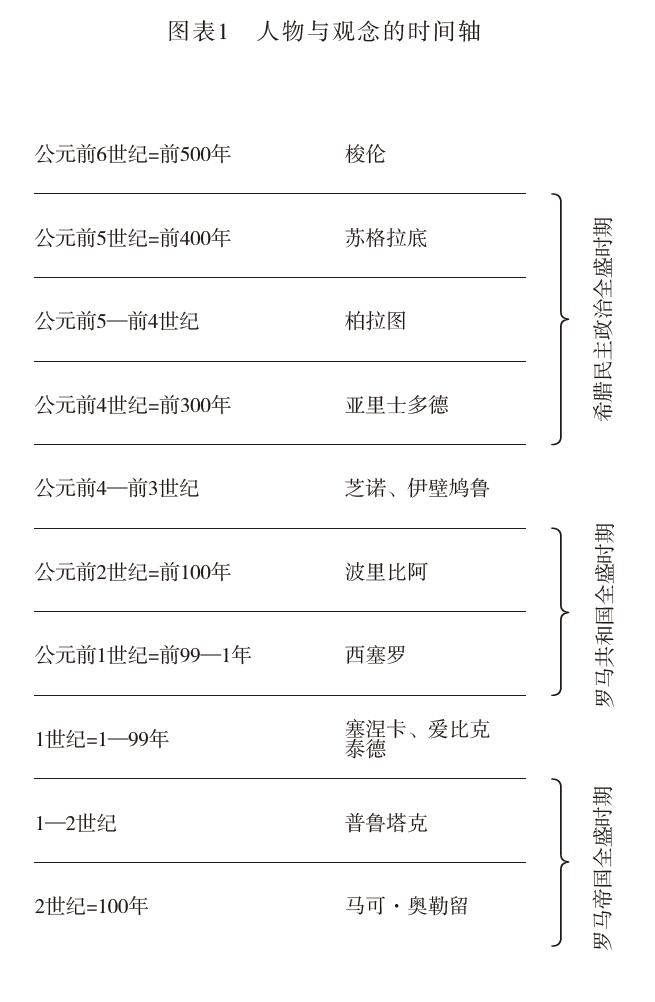 图表1 人物与观念的时间轴
公元前6世纪=前500年 梭伦
公元前5世纪=前400年 苏格拉底
公元前5—前4世纪 柏拉图
公元前4世纪=前300年 亚里士多德
希腊民主政治全盛时期
公元前4—前3世纪 芝诺、伊壁鸠鲁
公元前2世纪=前100年 波里比阿
公元前1世纪=前99—1年 西塞罗
罗马共和国全盛时期
1世纪=1—99年 塞涅卡、爱比克
泰德
1—2世纪 普鲁塔克
2世纪=100年 马可·奥勒留
罗马帝国全盛时期